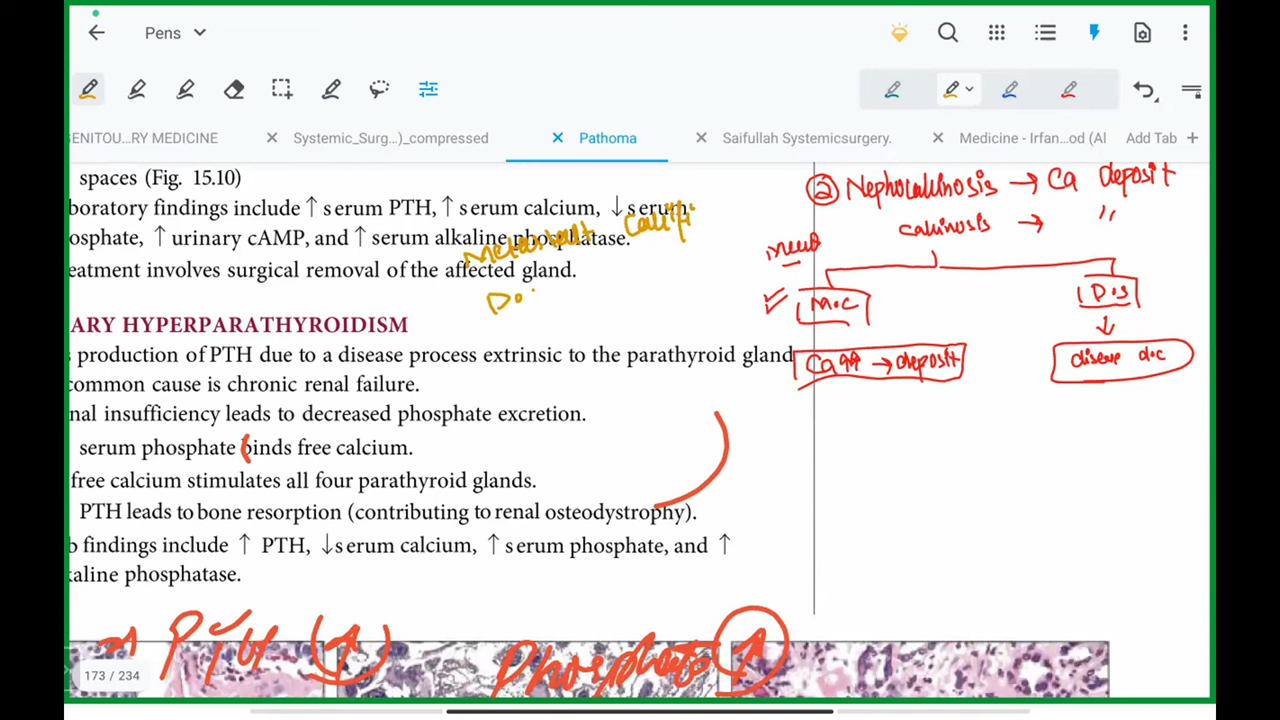 Pens
GENITOU...RY MEDICINE
Systemic_Surg...)_compressed
Pathoma
Saifullah Systemicsurgery.
Medicine - Irfan...od (Al
Add Tab
spaces (Fig. 15.10)
boratory findings include ↑ serum PTH, ↑ serum calcium, ↓ serum
osphate, ↑ urinary cAMP, and ↑ serum alkaline phosphatase.
eatment involves surgical removal of the affected gland.
Do
ARY HYPERPARATHYROIDISM
production of PTH due to a disease process extrinsic to the parathyroid gland
common cause is chronic renal failure.
nal insufficiency leads to decreased phosphate excretion.
serum phosphate binds free calcium.
free calcium stimulates all four parathyroid glands.
PTH leads to bone resorption (contributing to renal osteodystrophy).
b findings include ↑ PTH, ↓ serum calcium, ↑ serum phosphate, and ↑
kaline phosphatase.
② Nephocalcinosis → Ca deposit
calcinosis → "
M.C
D.S
Ca ↑↑ → deposit
disease d.c
PTH ↑
Phosphate ↑
173 / 234